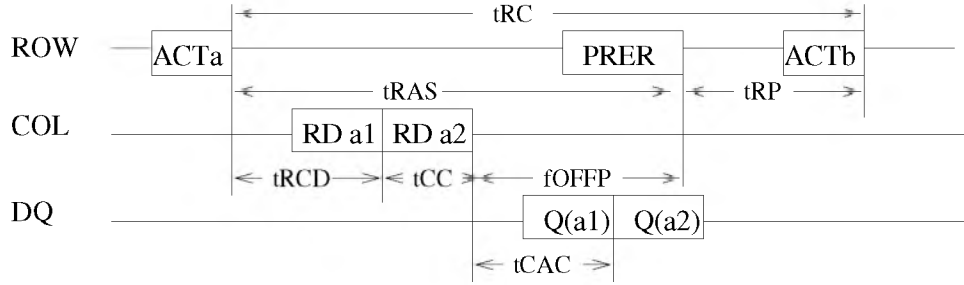 tRC
ROW ACTa PRER ACTb
tRAS tRP
COL RD a1 RD a2
tRCD tCC fOFFP
DQ Q(a1) Q(a2)
tCAC